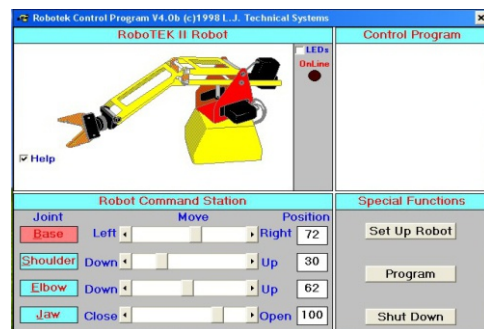 Robotek Control Program V4.0b (c)1998 L.J. Technical Systems
RoboTEK II Robot
LEDs
OnLine
Help
Control Program
Robot Command Station
Joint Move Position
Base Left Right 72
Shoulder Down Up 30
Elbow Down Up 62
Jaw Close Open 100
Special Functions
Set Up Robot
Program
Shut Down